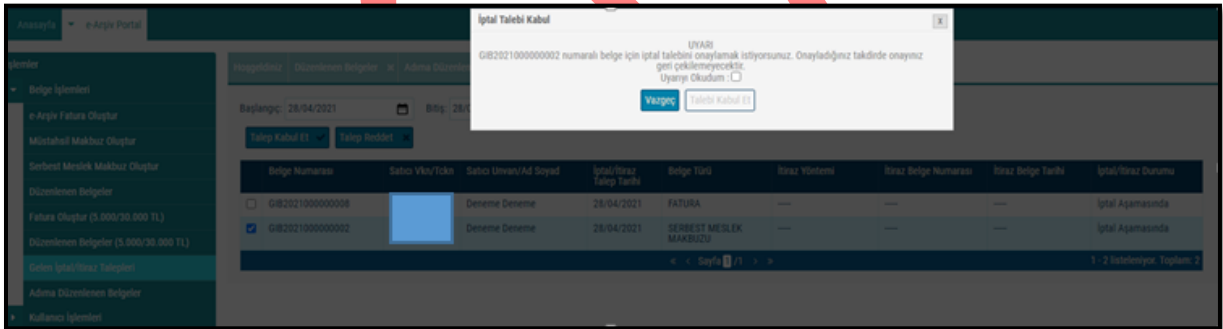 Anasayfa
e-Arşiv Portal
İptal Talebi Kabul
x
UYARI
GIB2021000000002 numaralı belge için iptal talebini onaylamak istiyorsunuz. Onayladığınız takdirde onayınız
geri çekilemeyecektir.
Uyarıyı Okudum :
Vazgeç Talebi Kabul Et
işlemler
Belge İşlemleri
e-Arşiv Fatura Oluştur
Müstahsil Makbuz Oluştur
Serbest Meslek Makbuz Oluştur
Düzenlenen Belgeler
Fatura Oluştur (5.000/30.000 TL)
Düzenlenen Belgeler (5.000/30.000 TL)
Gelen İptal/İtiraz Talepleri
Adıma Düzenlenen Belgeler
Kullanıcı İşlemleri
Hoşgeldiniz Düzenlenen Belgeler x Adıma Düzenlen
Başlangıç: 28/04/2021 Bitiş: 28/0
Talep Kabul Et Talep Reddet x
Belge Numarası Satıcı Vkn/Tckn Satıcı Unvan/Ad Soyad İptal/İtiraz Talep Tarihi Belge Türü İtiraz Yöntemi İtiraz Belge Numarası İtiraz Belge Tarihi İptal/İtiraz Durumu
GIB2021000000008 Deneme Deneme 28/04/2021 FATURA ---- ---- ---- İptal Aşamasında
GIB2021000000002 Deneme Deneme 28/04/2021 SERBEST MESLEK MAKBUZU ---- ---- ---- İptal Aşamasında
« < Sayfa 1 /1 > »
1 - 2 listeleniyor. Toplam: 2